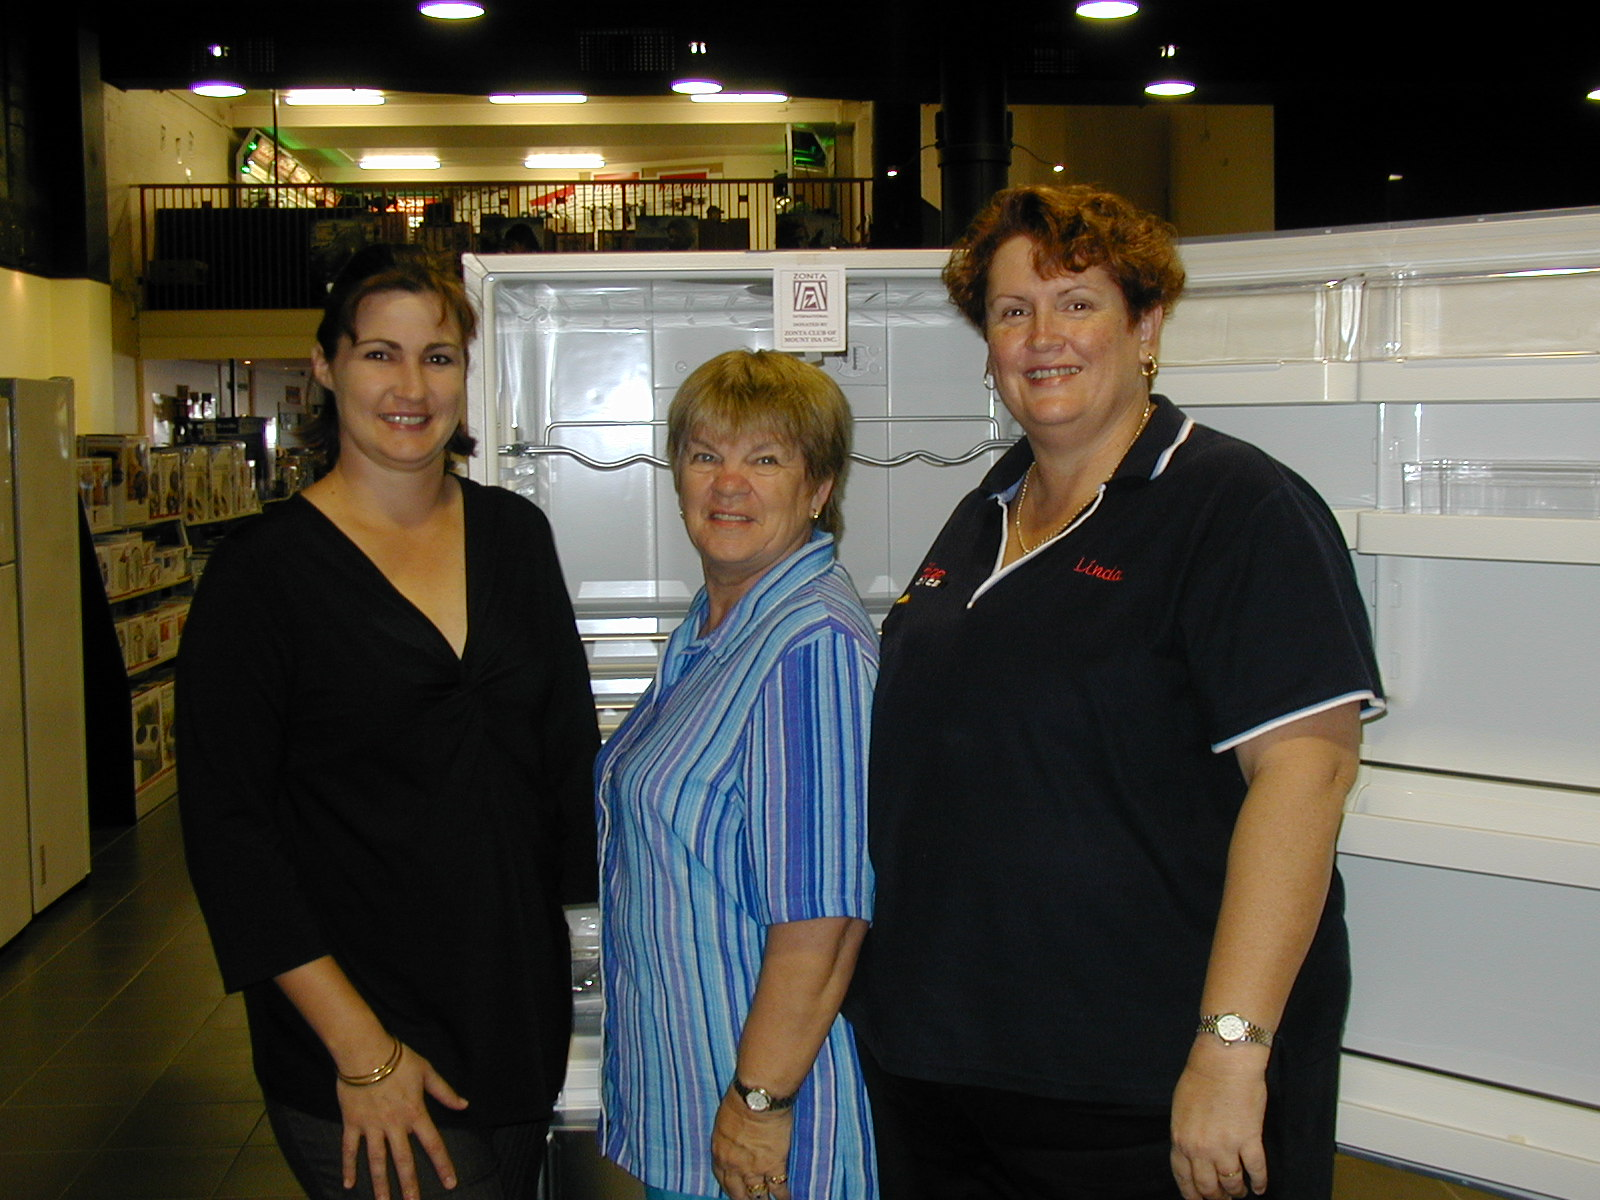 ZONTA
INTERNATIONAL
DONATED BY
ZONTA CLUB OF
MOUNT ISA INC.
Linda